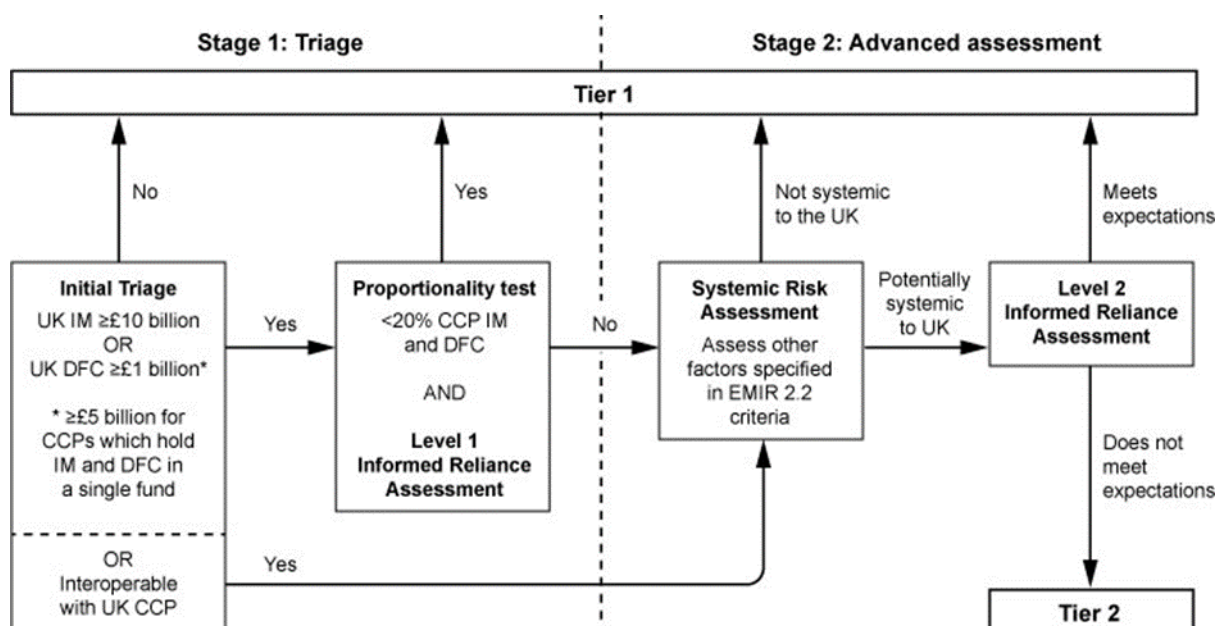 Stage 1: Triage
Stage 2: Advanced assessment
Tier 1
No
Yes
Not systemic
to the UK
Meets
expectations
Initial Triage
UK IM ≥£10 billion
OR
UK DFC ≥£1 billion*
* ≥£5 billion for
CCPs which hold
IM and DFC in
a single fund
OR
Interoperable
with UK CCP
Yes
Yes
Proportionality test
<20% CCP IM
and DFC
AND
Level 1
Informed Reliance
Assessment
No
Systemic Risk
Assessment
Assess other
factors specified
in EMIR 2.2
criteria
Potentially
systemic
to UK
Level 2
Informed Reliance
Assessment
Does not
meet
expectations
Tier 2